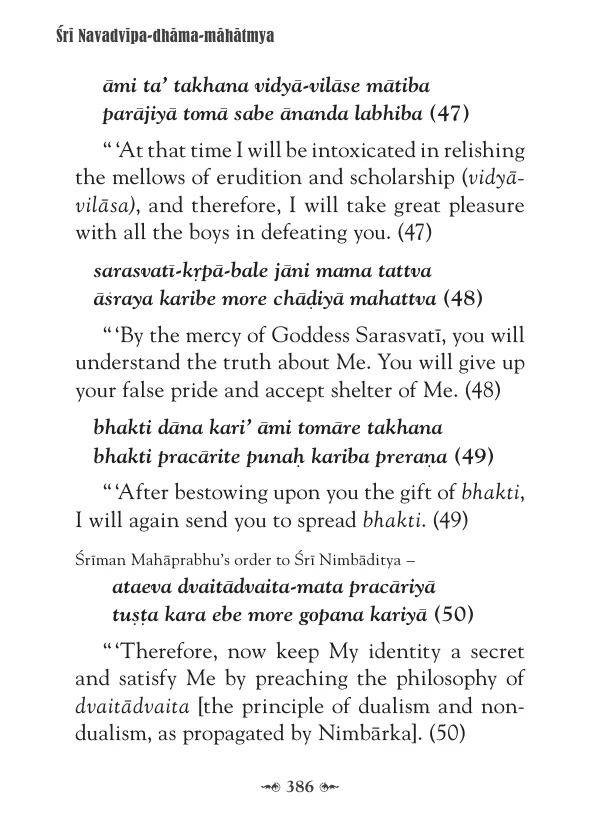 Śrī Navadvīpa-dhāma-māhātmya
āmi ta’ takhana vidyā-vilāse mātiba
parājiyā tomā sabe ānanda labhiba (47)
“ ‘At that time I will be intoxicated in relishing
the mellows of erudition and scholarship (vidyā-
vilāsa), and therefore, I will take great pleasure
with all the boys in defeating you. (47)
sarasvatī-kṛpā-bale jāni mama tattva
āśraya karibe more chāḍiyā mahattva (48)
“ ‘By the mercy of Goddess Sarasvatī, you will
understand the truth about Me. You will give up
your false pride and accept shelter of Me. (48)
bhakti dāna kari’ āmi tomāre takhana
bhakti pracārite punaḥ kariba preraṇa (49)
“ ‘After bestowing upon you the gift of bhakti,
I will again send you to spread bhakti. (49)
Śrīman Mahāprabhu’s order to Śrī Nimbāditya –
ataeva dvaitādvaita-mata pracāriyā
tuṣṭa kara ebe more gopana kariyā (50)
“ ‘Therefore, now keep My identity a secret
and satisfy Me by preaching the philosophy of
dvaitādvaita [the principle of dualism and non-
dualism, as propagated by Nimbārka]. (50)
386